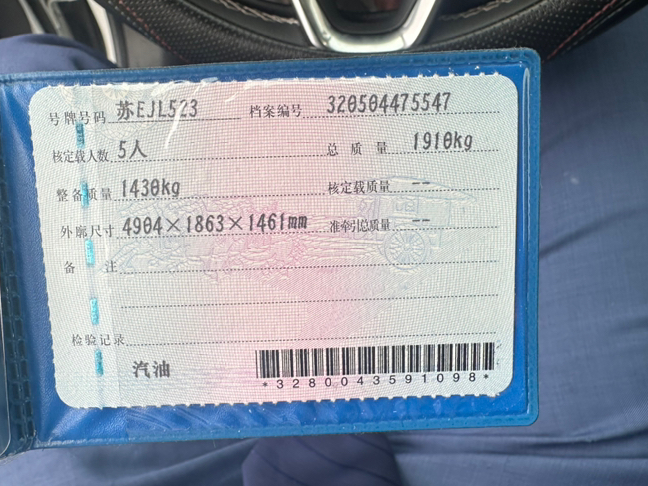 号牌号码 苏EJL523 档案编号 320504475547
核定载人数 5人 总质量 1910kg
整备质量 1430kg 核定载质量 --
外廓尺寸 4904×1863×1461mm 准牵引总质量 --
备注
检验记录
汽油
*3280043591098*